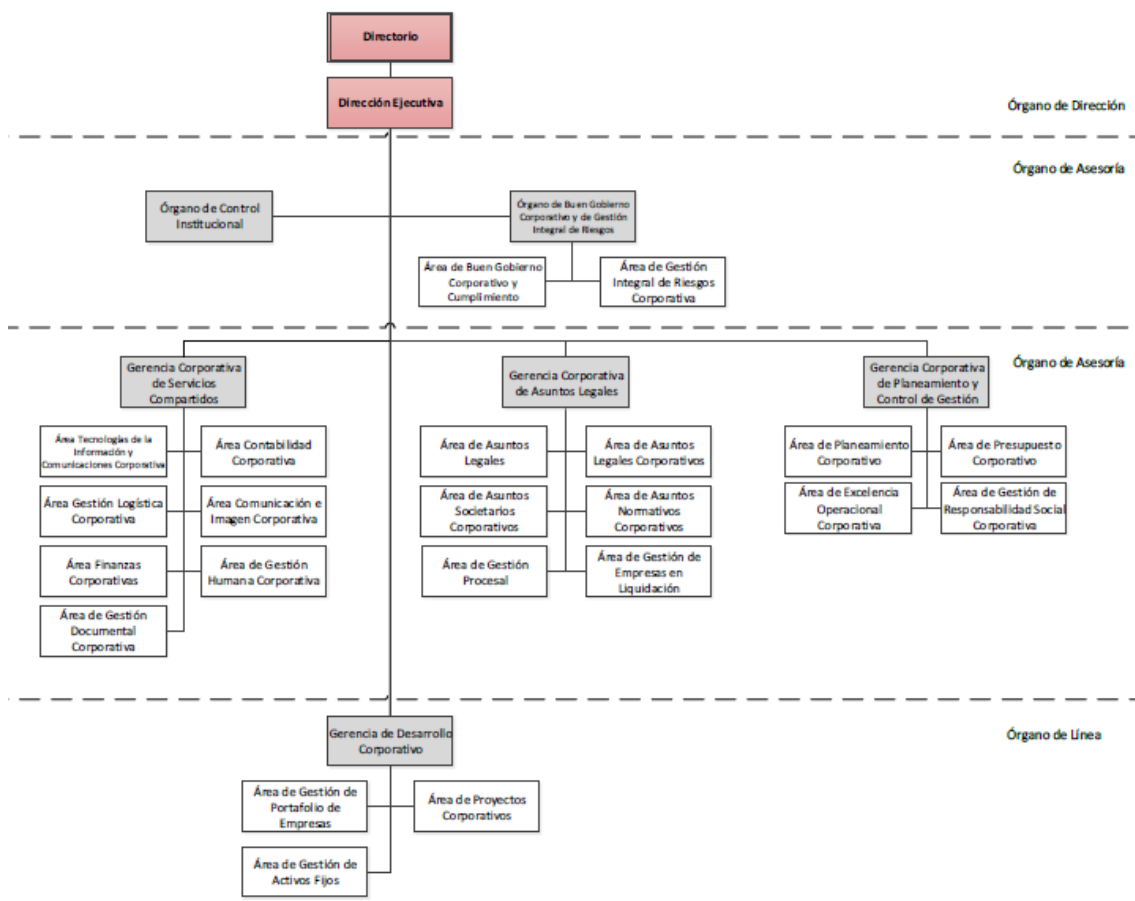 Directorio
Dirección Ejecutiva
Órgano de Dirección
Órgano de Asesoría
Órgano de Control
Institucional
Órgano de Buen Gobierno
Corporativo y de Gestión
Integral de Riesgos
Área de Buen Gobierno
Corporativo y
Cumplimiento
Área de Gestión
Integral de Riesgos
Corporativa
Órgano de Asesoría
Gerencia Corporativa
de Servicios
Compartidos
Gerencia Corporativa
de Asuntos Legales
Gerencia Corporativa
de Planeamiento y
Control de Gestión
Área Tecnologías de la
Información y
Comunicaciones Corporativa
Área Contabilidad
Corporativa
Área Gestión Logística
Corporativa
Área Comunicación e
Imagen Corporativa
Área Finanzas
Corporativas
Área de Gestión
Humana Corporativa
Área de Gestión
Documental
Corporativa
Área de Asuntos
Legales
Área de Asuntos
Legales Corporativos
Área de Asuntos
Societarios
Corporativos
Área de Asuntos
Normativos
Corporativos
Área de Gestión
Procesal
Área de Gestión de
Empresas en
Liquidación
Área de Planeamiento
Corporativo
Área de Presupuesto
Corporativo
Área de Excelencia
Operacional
Corporativa
Área de Gestión de
Responsabilidad Social
Corporativa
Órgano de Línea
Gerencia de Desarrollo
Corporativo
Área de Gestión de
Portafolio de
Empresas
Área de Proyectos
Corporativos
Área de Gestión de
Activos Fijos